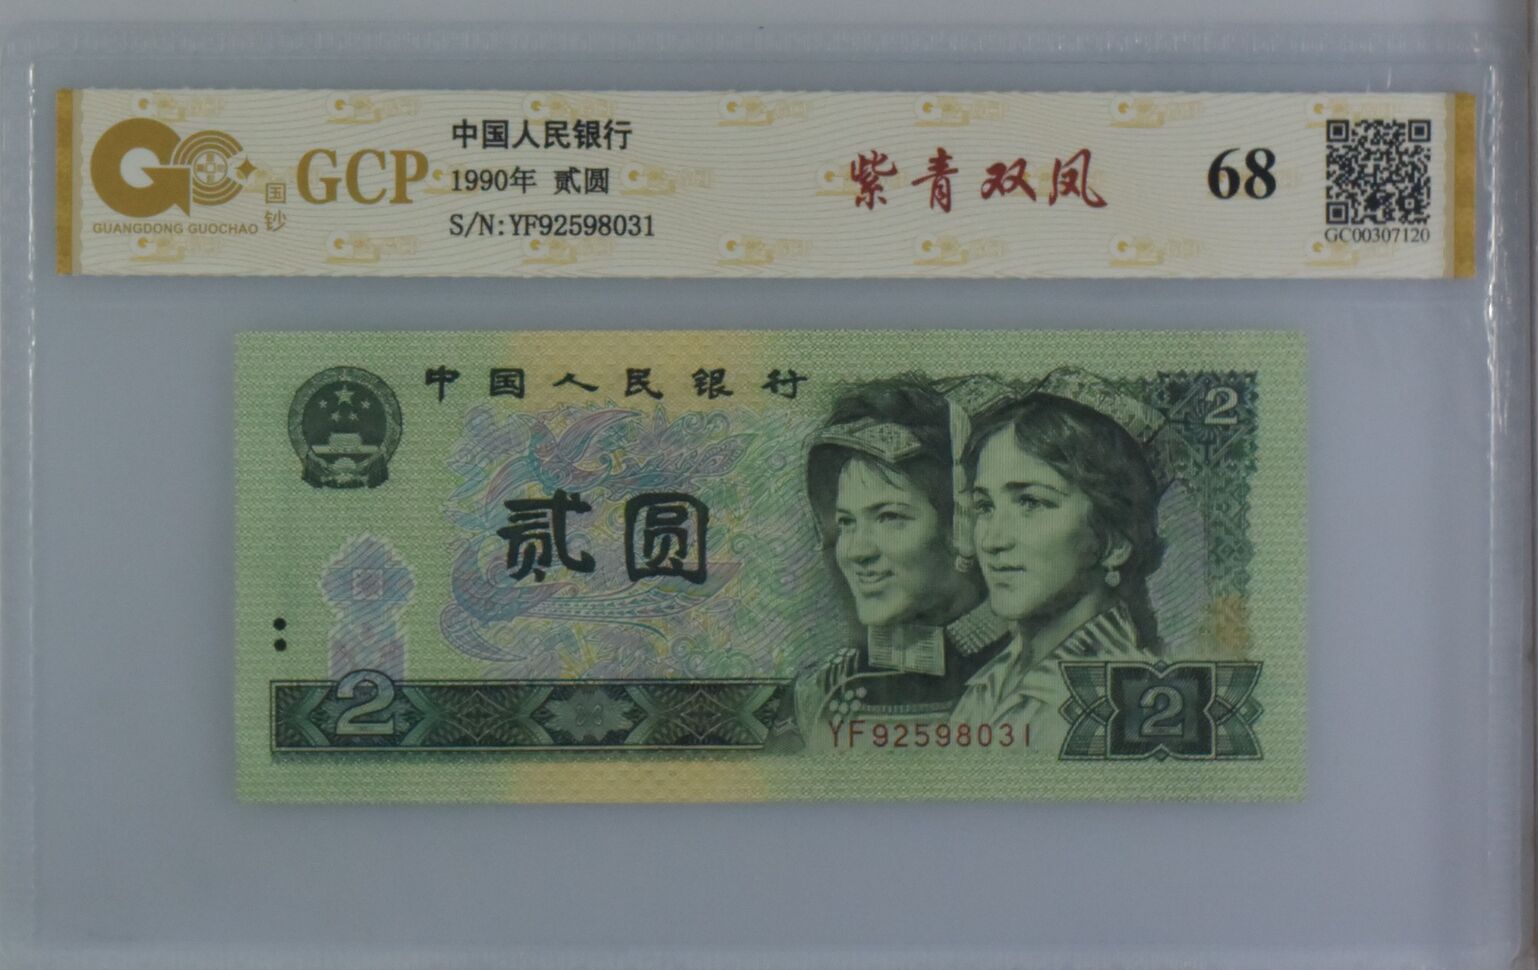 GCP
国钞
GUANGDONG GUOCHAO
中国人民银行
1990年 贰圆
S/N:YF92598031
紫青双凤
68
GC00307120
中国人民银行
2
贰圆
2
YF92598031
2